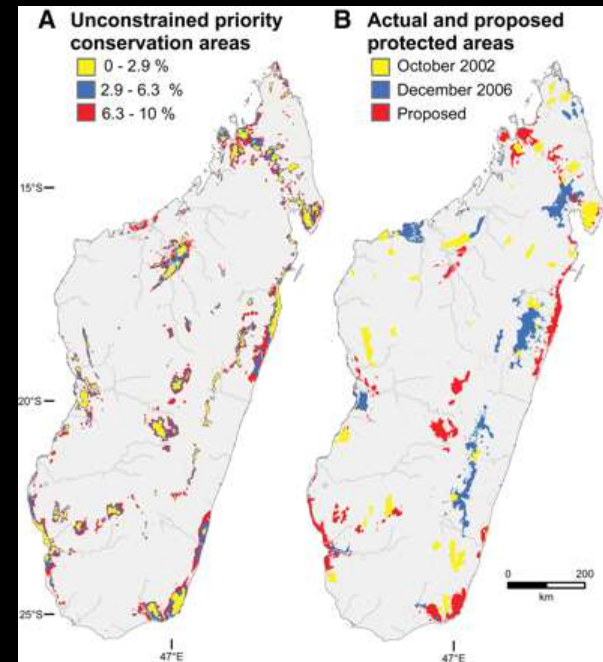 A Unconstrained priority
conservation areas
0 - 2.9 %
2.9 - 6.3 %
6.3 - 10 %
B Actual and proposed
protected areas
October 2002
December 2006
Proposed
15°S
20°S
25°S
47°E
47°E
0 200
km